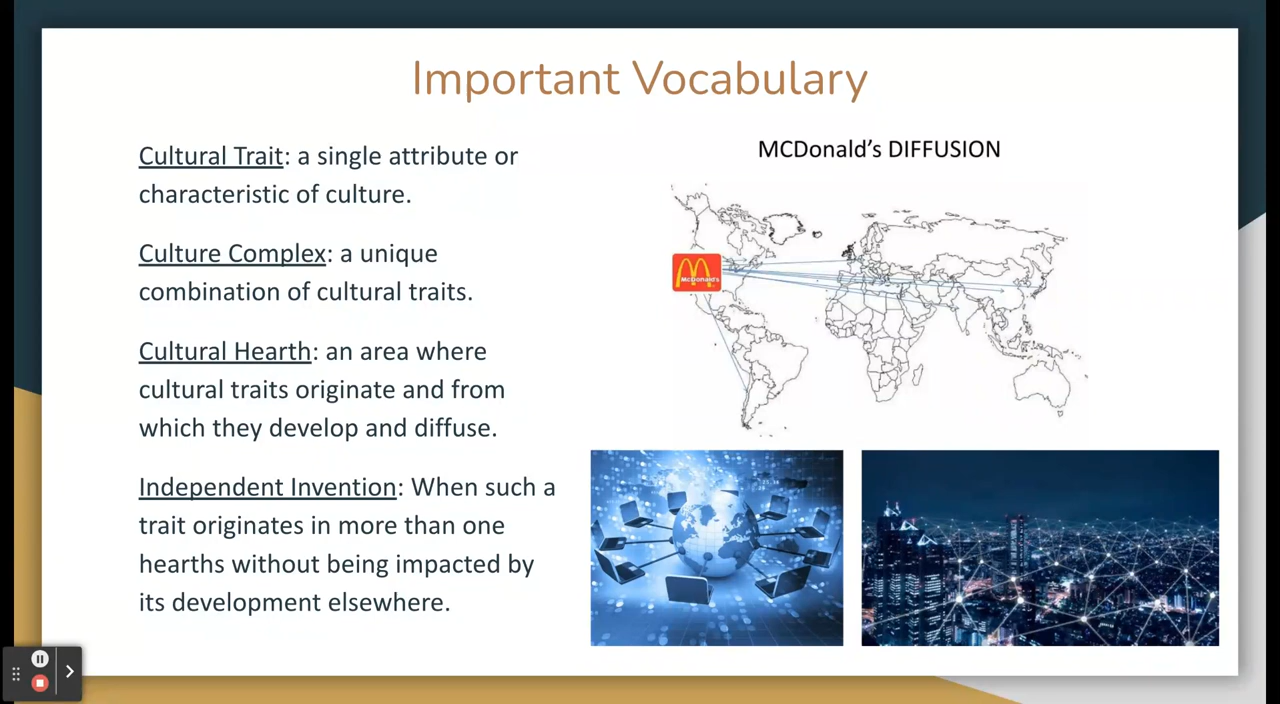 Important Vocabulary
Cultural Trait: a single attribute or
characteristic of culture.
Culture Complex: a unique
combination of cultural traits.
Cultural Hearth: an area where
cultural traits originate and from
which they develop and diffuse.
Independent Invention: When such a
trait originates in more than one
hearths without being impacted by
its development elsewhere.
MCDonald's DIFFUSION
McDonald's